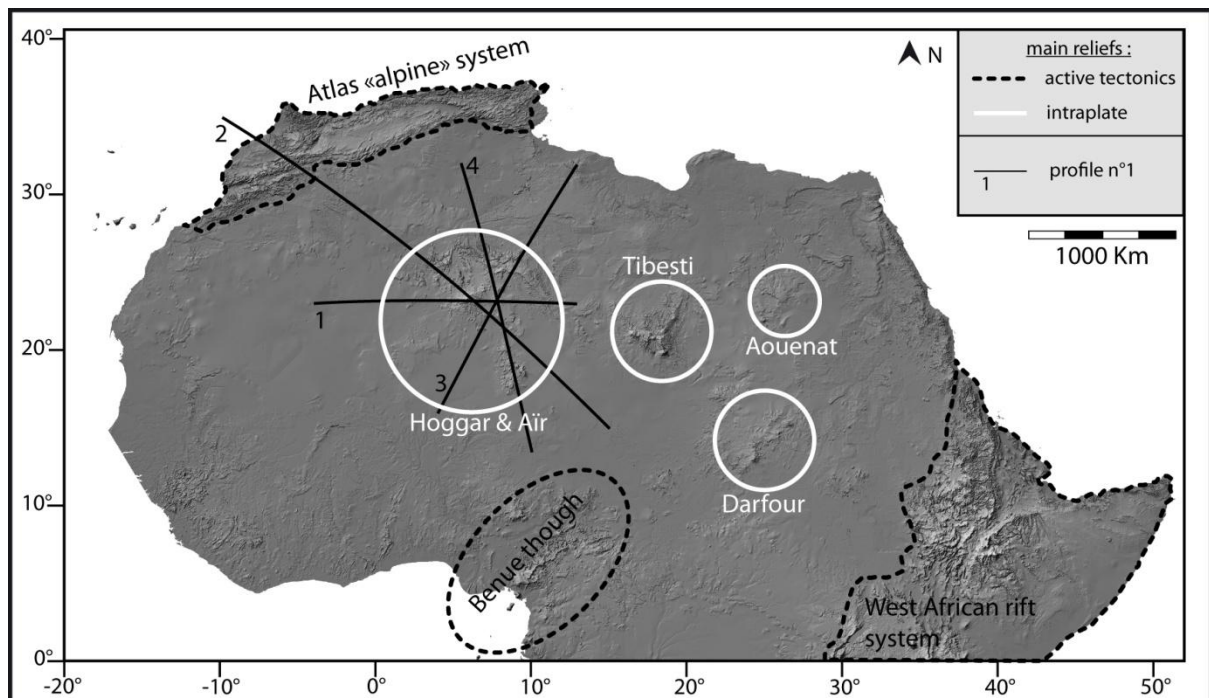 40°
30°
20°
10°
0°
-20°
-10°
0°
10°
20°
30°
40°
50°
Atlas «alpine» system
N
main reliefs :
active tectonics
intraplate
1
profile n°1
1000 Km
2
4
1
3
Hoggar & Aïr
Tibesti
Aouenat
Darfour
Benue though
West African rift
system